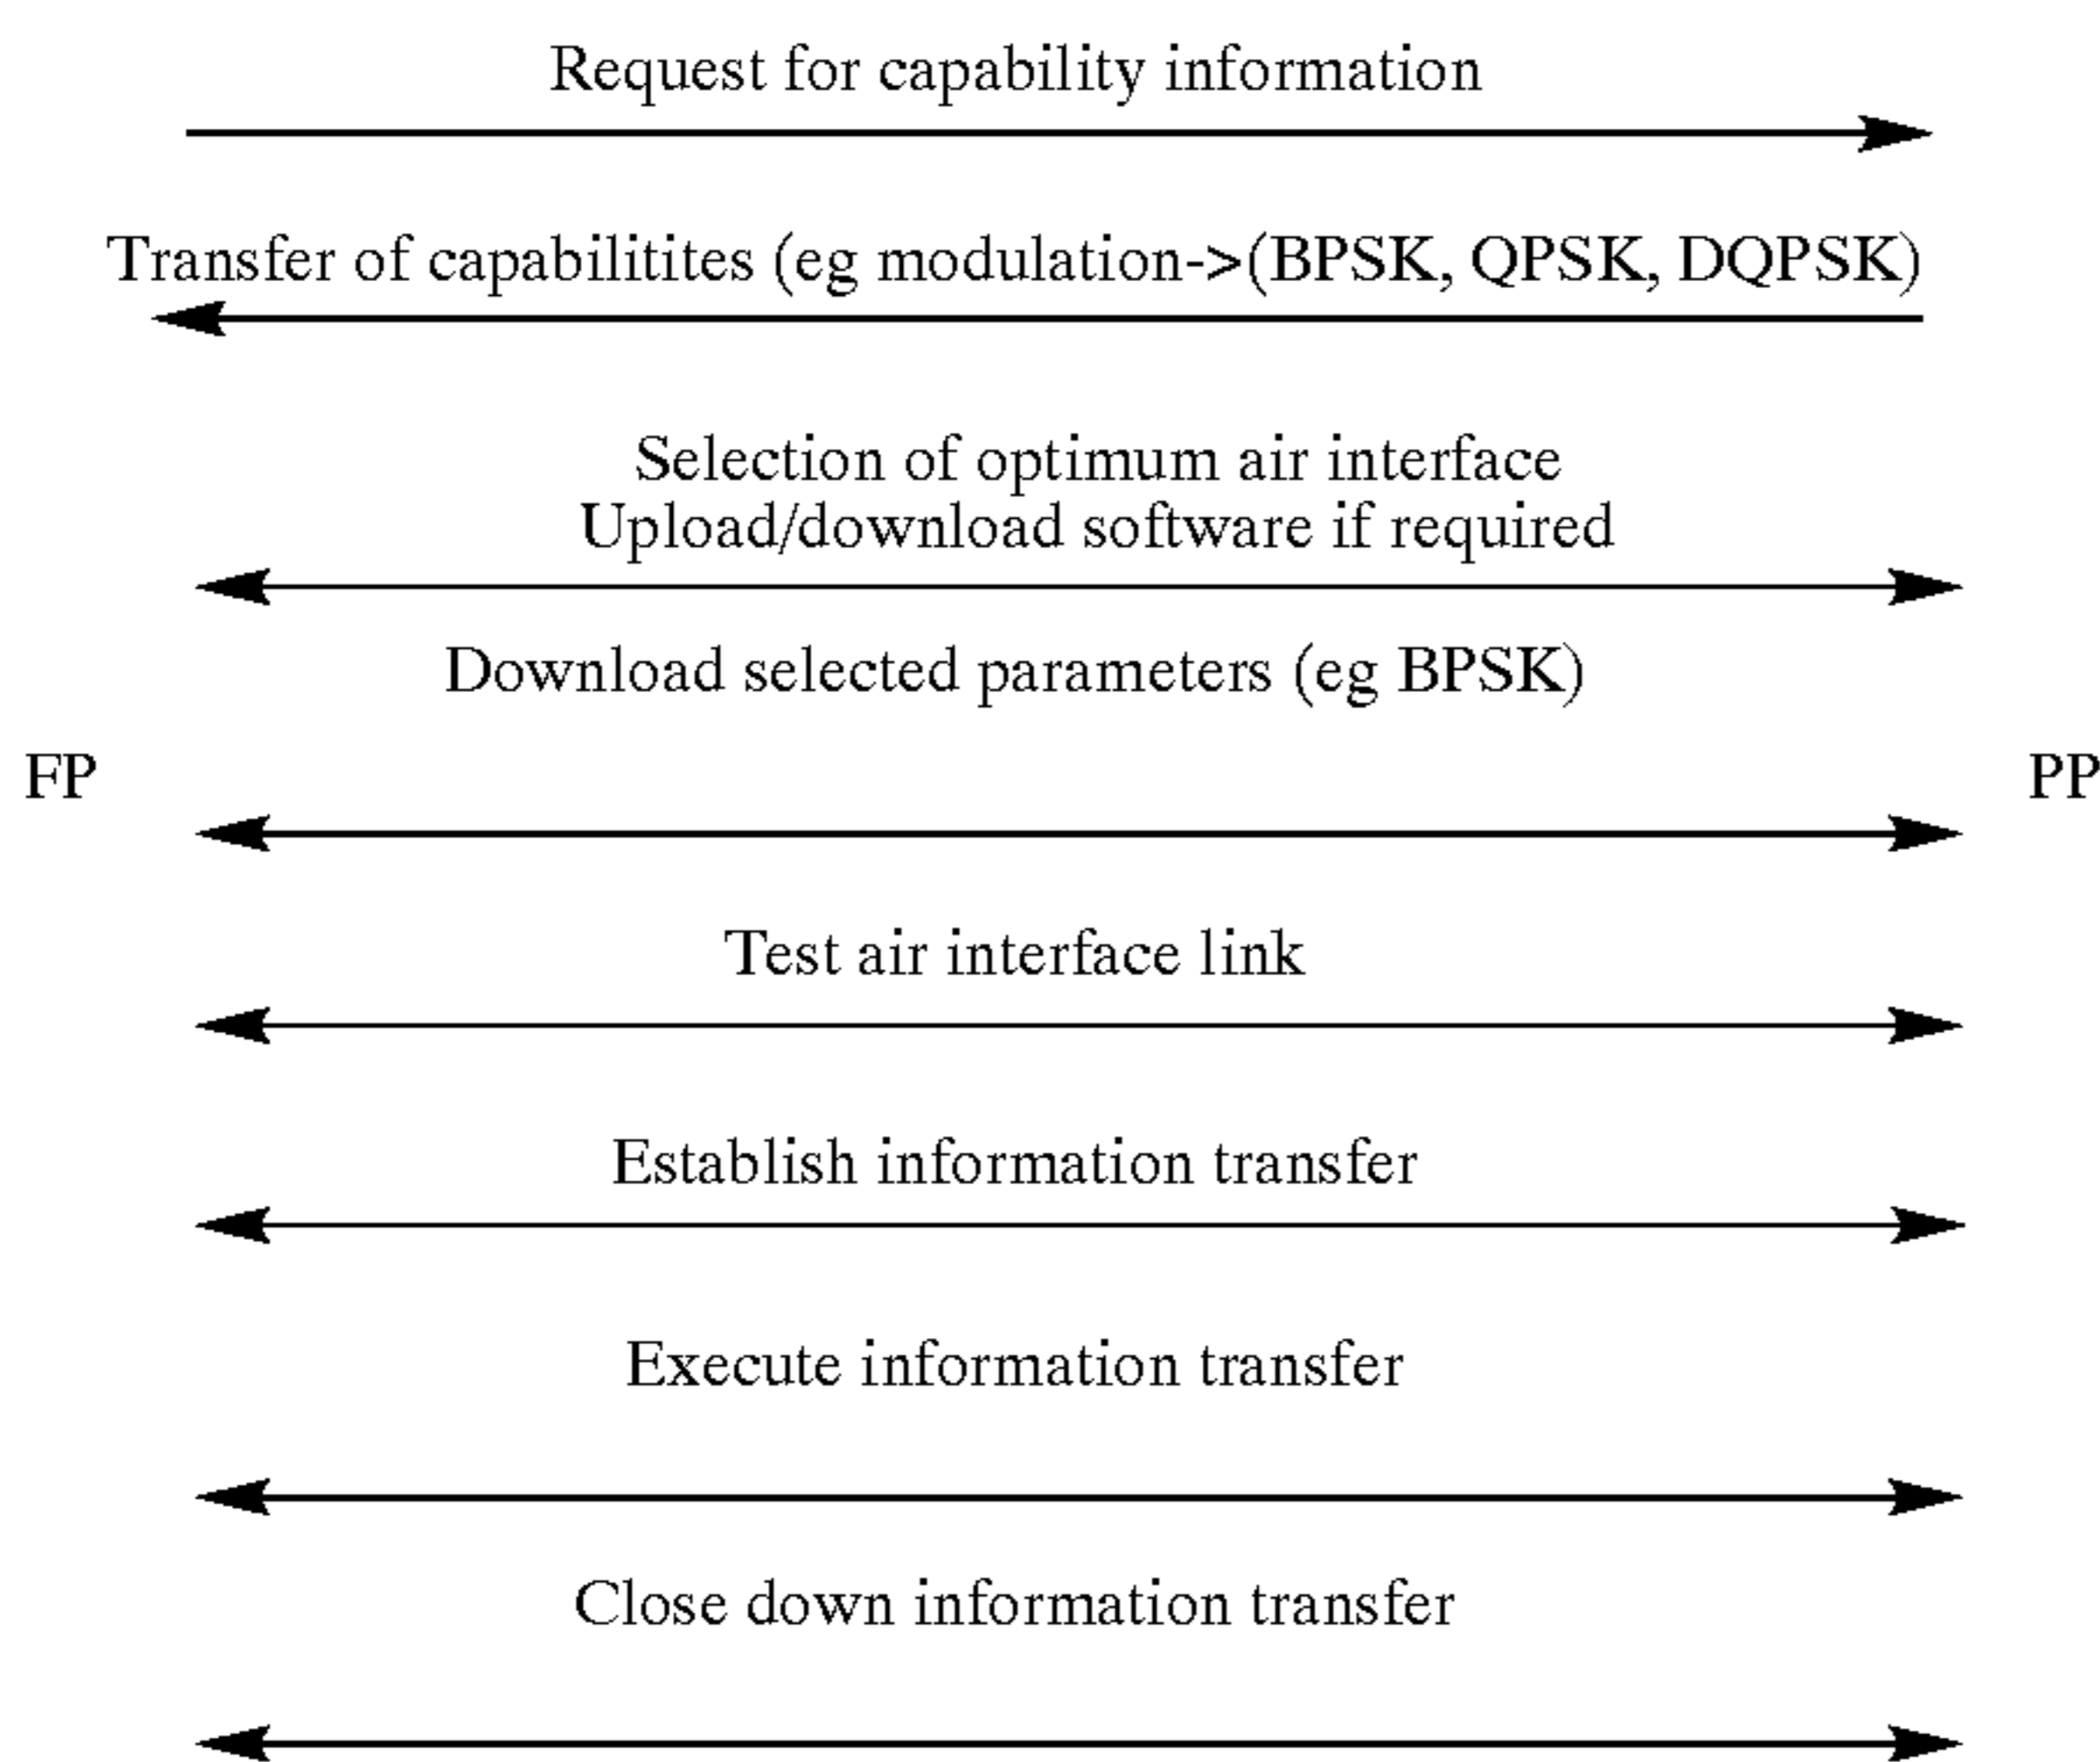 Request for capability information
Transfer of capabilitites (eg modulation->(BPSK, QPSK, DQPSK)
Selection of optimum air interface
Upload/download software if required
Download selected parameters (eg BPSK)
FP
PP
Test air interface link
Establish information transfer
Execute information transfer
Close down information transfer